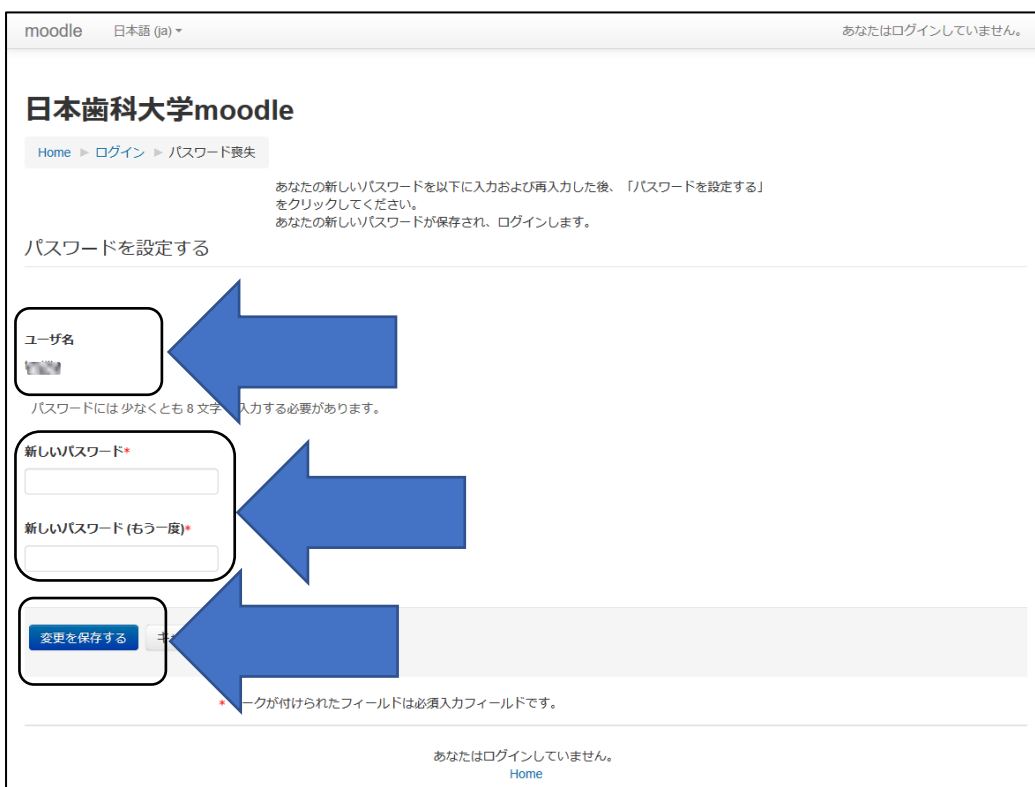 moodle 日本語 (ja) あなたはログインしていません。
日本歯科大学moodle
Home ログイン パスワード喪失
あなたの新しいパスワードを以下に入力および再入力した後、「パスワードを設定する」
をクリックしてください。
あなたの新しいパスワードが保存され、ログインします。
パスワードを設定する
ユーザ名
パスワードには 少なくとも 8 文字 入力する必要があります。
新しいパスワード*
新しいパスワード (もう一度)*
変更を保存する
* ークが付けられたフィールドは必須入力フィールドです。
あなたはログインしていません。
Home